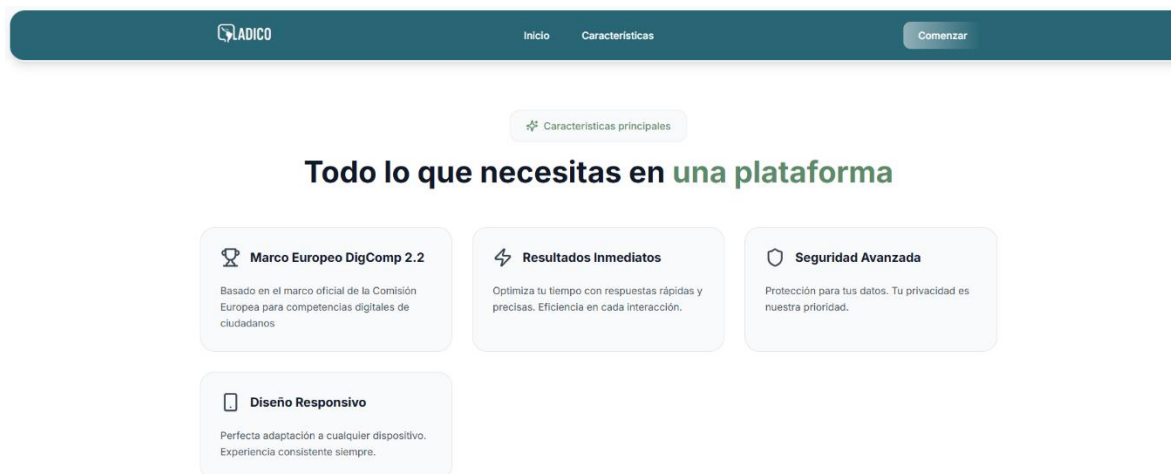 LADICO
Inicio
Características
Comenzar
Características principales
Todo lo que necesitas en una plataforma
Marco Europeo DigComp 2.2
Basado en el marco oficial de la Comisión
Europea para competencias digitales de
ciudadanos
Resultados Inmediatos
Optimiza tu tiempo con respuestas rápidas y
precisas. Eficiencia en cada interacción.
Seguridad Avanzada
Protección para tus datos. Tu privacidad es
nuestra prioridad.
Diseño Responsivo
Perfecta adaptación a cualquier dispositivo.
Experiencia consistente siempre.